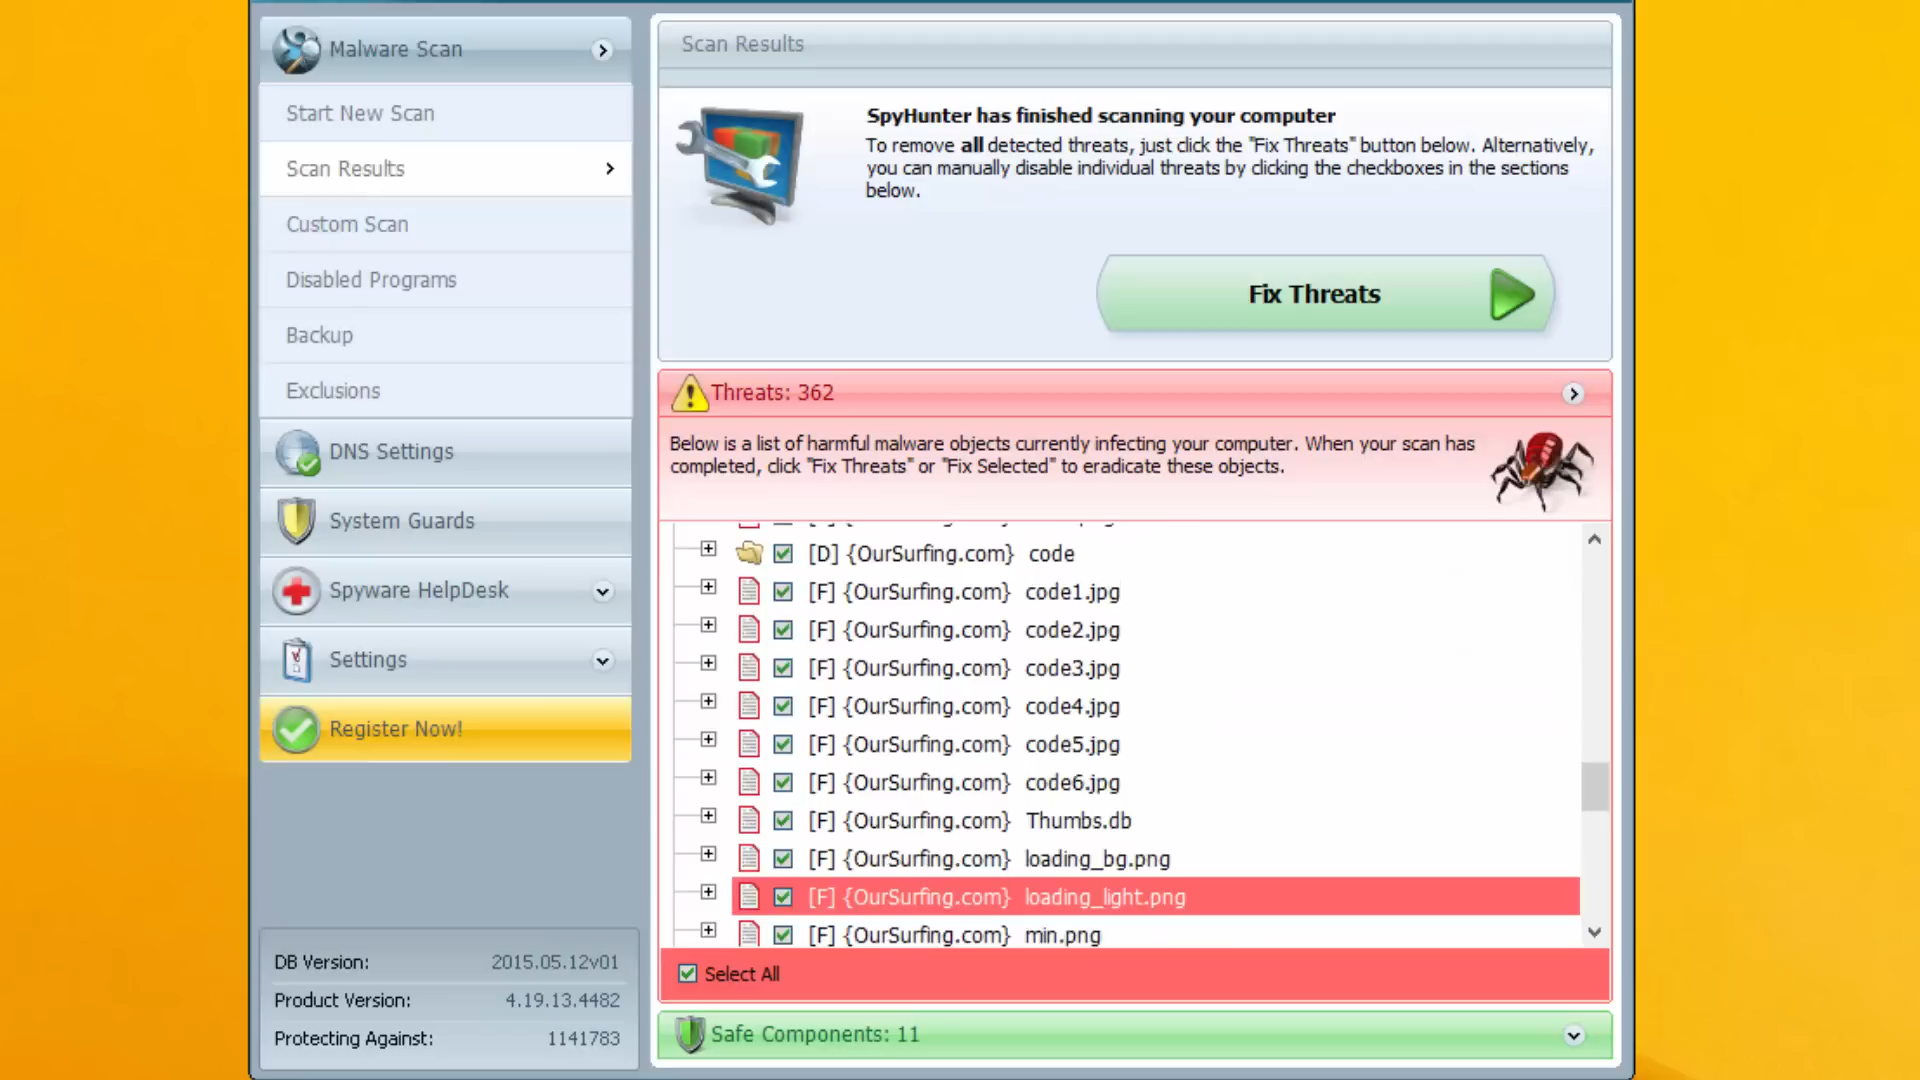 Malware Scan
Start New Scan
Scan Results
Custom Scan
Disabled Programs
Backup
Exclusions
DNS Settings
System Guards
Spyware HelpDesk
Settings
Register Now!
DB Version: 2015.05.12v01
Product Version: 4.19.13.4482
Protecting Against: 1141783
Scan Results
SpyHunter has finished scanning your computer
To remove all detected threats, just click the "Fix Threats" button below. Alternatively,
you can manually disable individual threats by clicking the checkboxes in the sections
below.
Fix Threats
Threats: 362
Below is a list of harmful malware objects currently infecting your computer. When your scan has
completed, click "Fix Threats" or "Fix Selected" to eradicate these objects.
[D] {OurSurfing.com} code
[F] {OurSurfing.com} code1.jpg
[F] {OurSurfing.com} code2.jpg
[F] {OurSurfing.com} code3.jpg
[F] {OurSurfing.com} code4.jpg
[F] {OurSurfing.com} code5.jpg
[F] {OurSurfing.com} code6.jpg
[F] {OurSurfing.com} Thumbs.db
[F] {OurSurfing.com} loading_bg.png
[F] {OurSurfing.com} loading_light.png
[F] {OurSurfing.com} min.png
Select All
Safe Components: 11